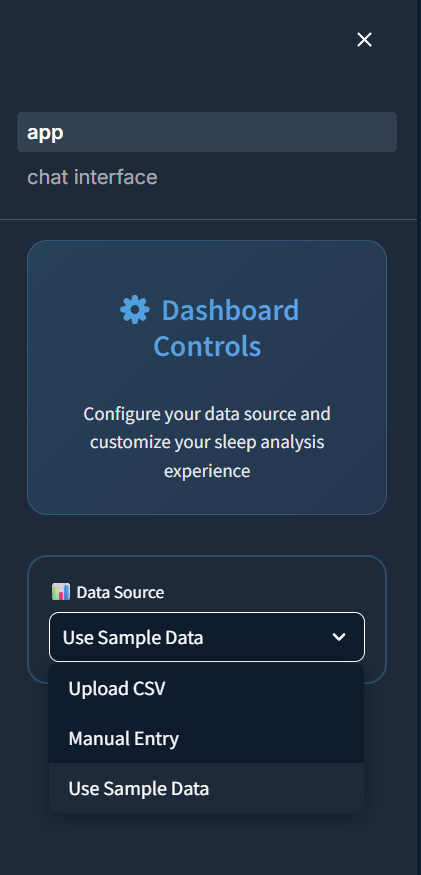 app
chat interface
Dashboard
Controls
Configure your data source and
customize your sleep analysis
experience
Data Source
Use Sample Data
Upload CSV
Manual Entry
Use Sample Data